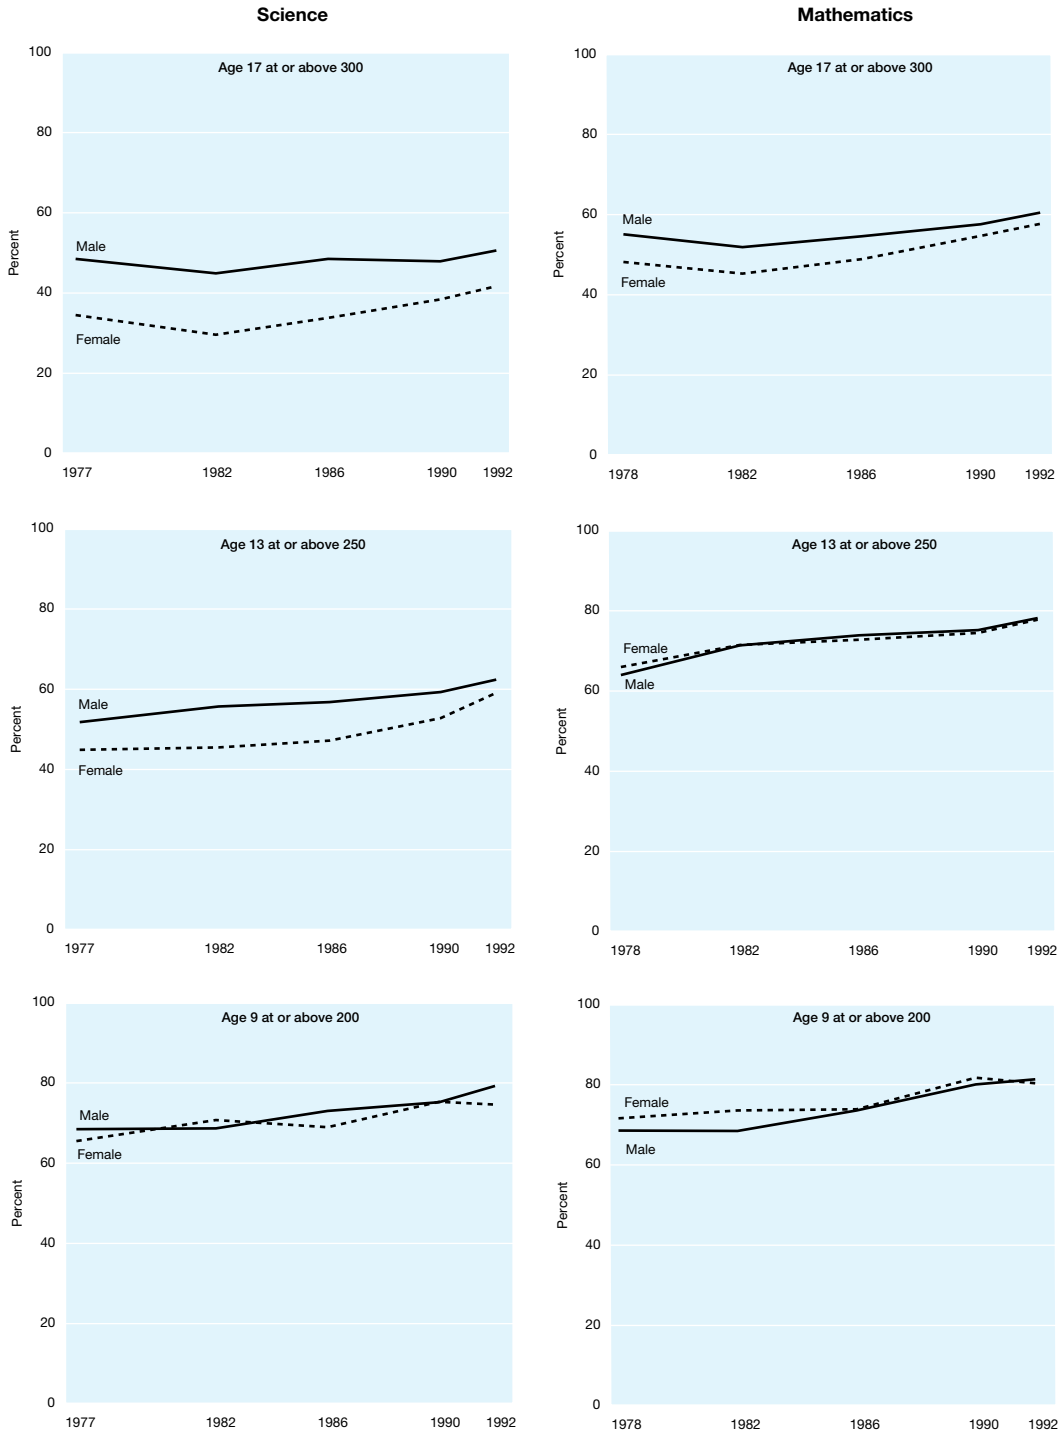 Science
Mathematics
Age 17 at or above 300
100
80
60
40
20
0
Percent
Male
Female
1977
1982
1986
1990
1992
Age 17 at or above 300
100
80
60
40
20
0
Percent
Male
Female
1978
1982
1986
1990
1992
Age 13 at or above 250
100
80
60
40
20
0
Percent
Male
Female
1977
1982
1986
1990
1992
Age 13 at or above 250
100
80
60
40
20
0
Percent
Female
Male
1978
1982
1986
1990
1992
Age 9 at or above 200
100
80
60
40
20
0
Percent
Male
Female
1977
1982
1986
1990
1992
Age 9 at or above 200
100
80
60
40
20
0
Percent
Female
Male
1978
1982
1986
1990
1992